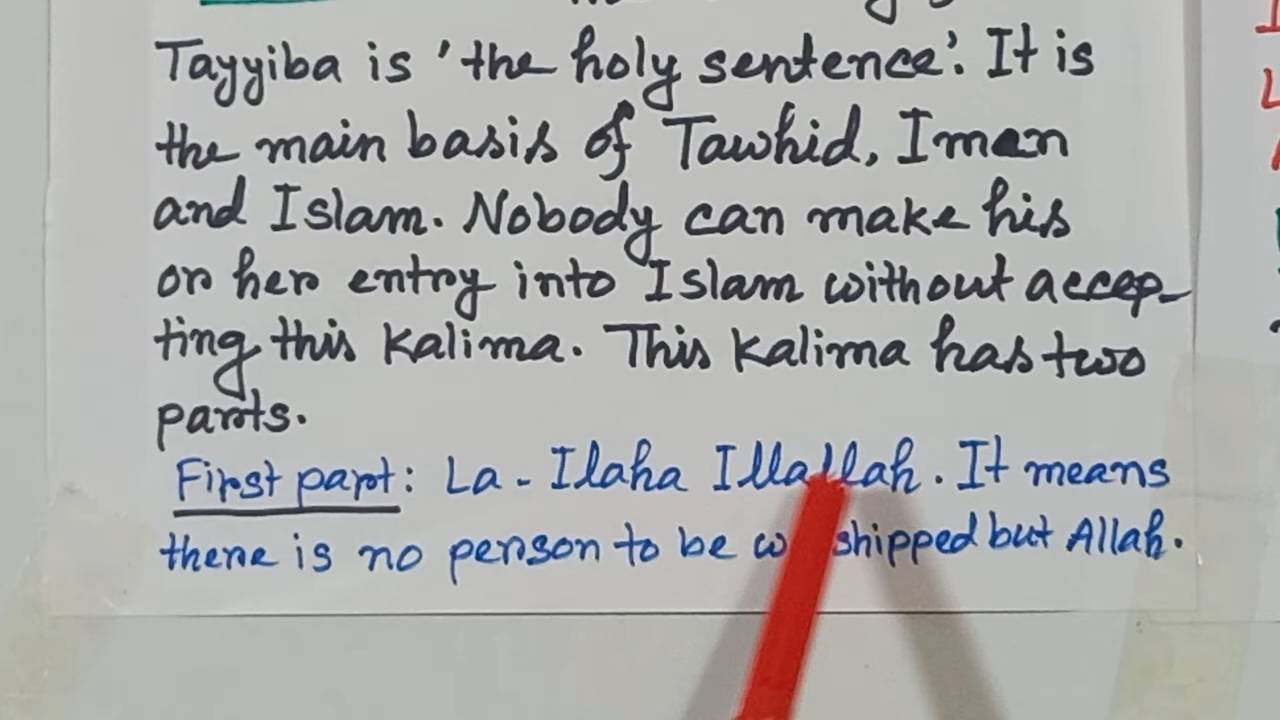 Tayyiba is 'the holy sentence'. It is
the main basis of Tawhid, Iman
and Islam. Nobody can make his
or her entry into Islam without accep-
ting this Kalima. This Kalima has two
parts.
First part: La - Ilaha Illallah. It means
there is no person to be worshipped but Allah.